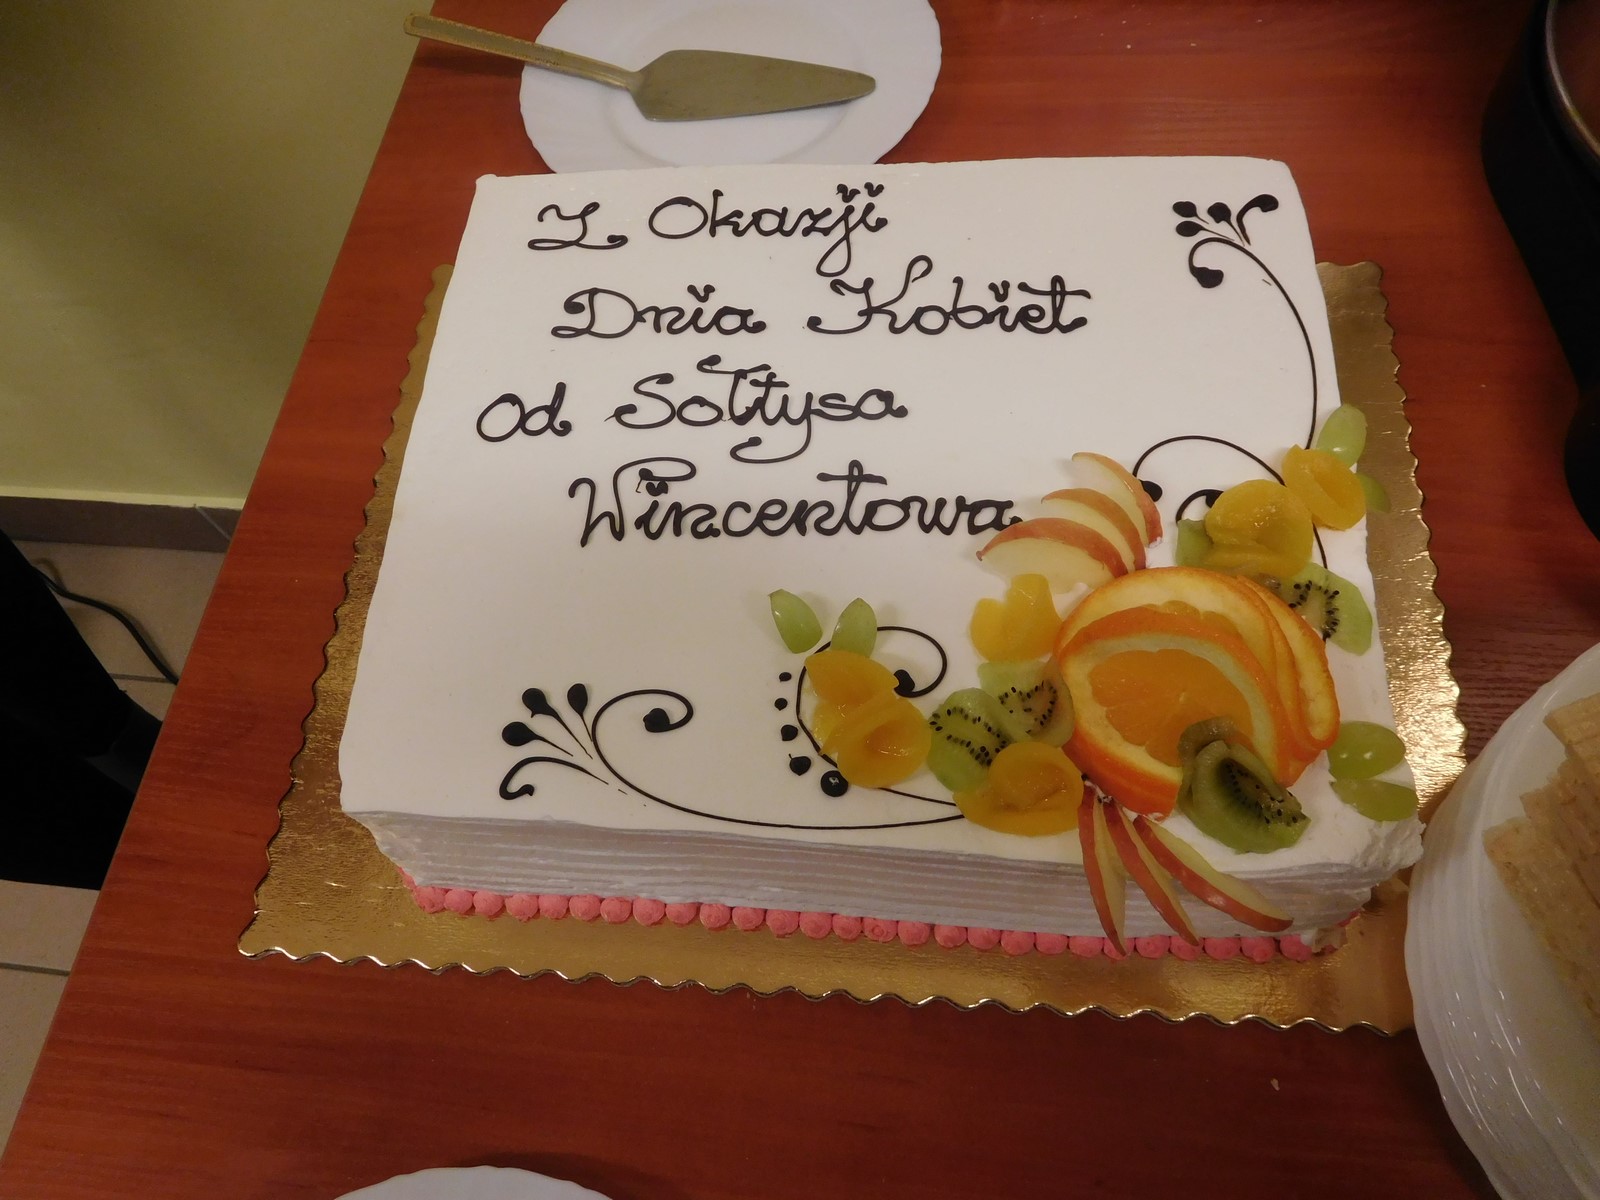 Z Okazji
Dnia Kobiet
Od Sołtysa
Wincentowa